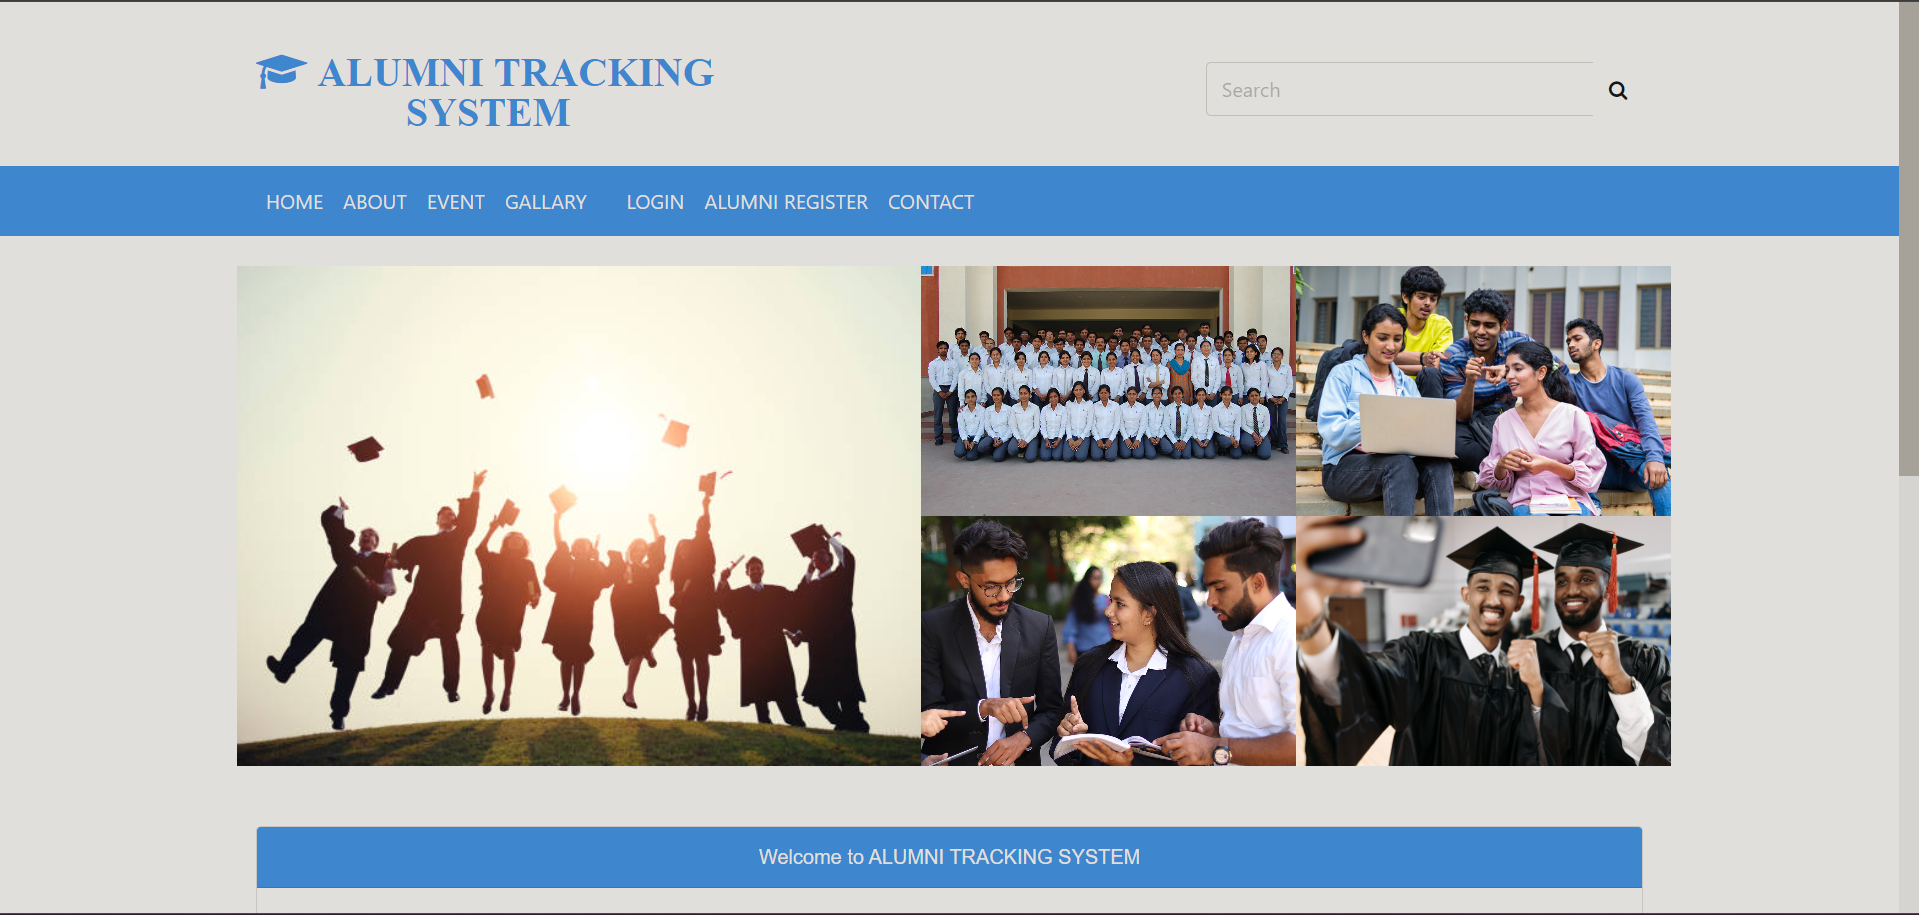 ALUMNI TRACKING
SYSTEM
Search
HOME ABOUT EVENT GALLARY LOGIN ALUMNI REGISTER CONTACT
Welcome to ALUMNI TRACKING SYSTEM